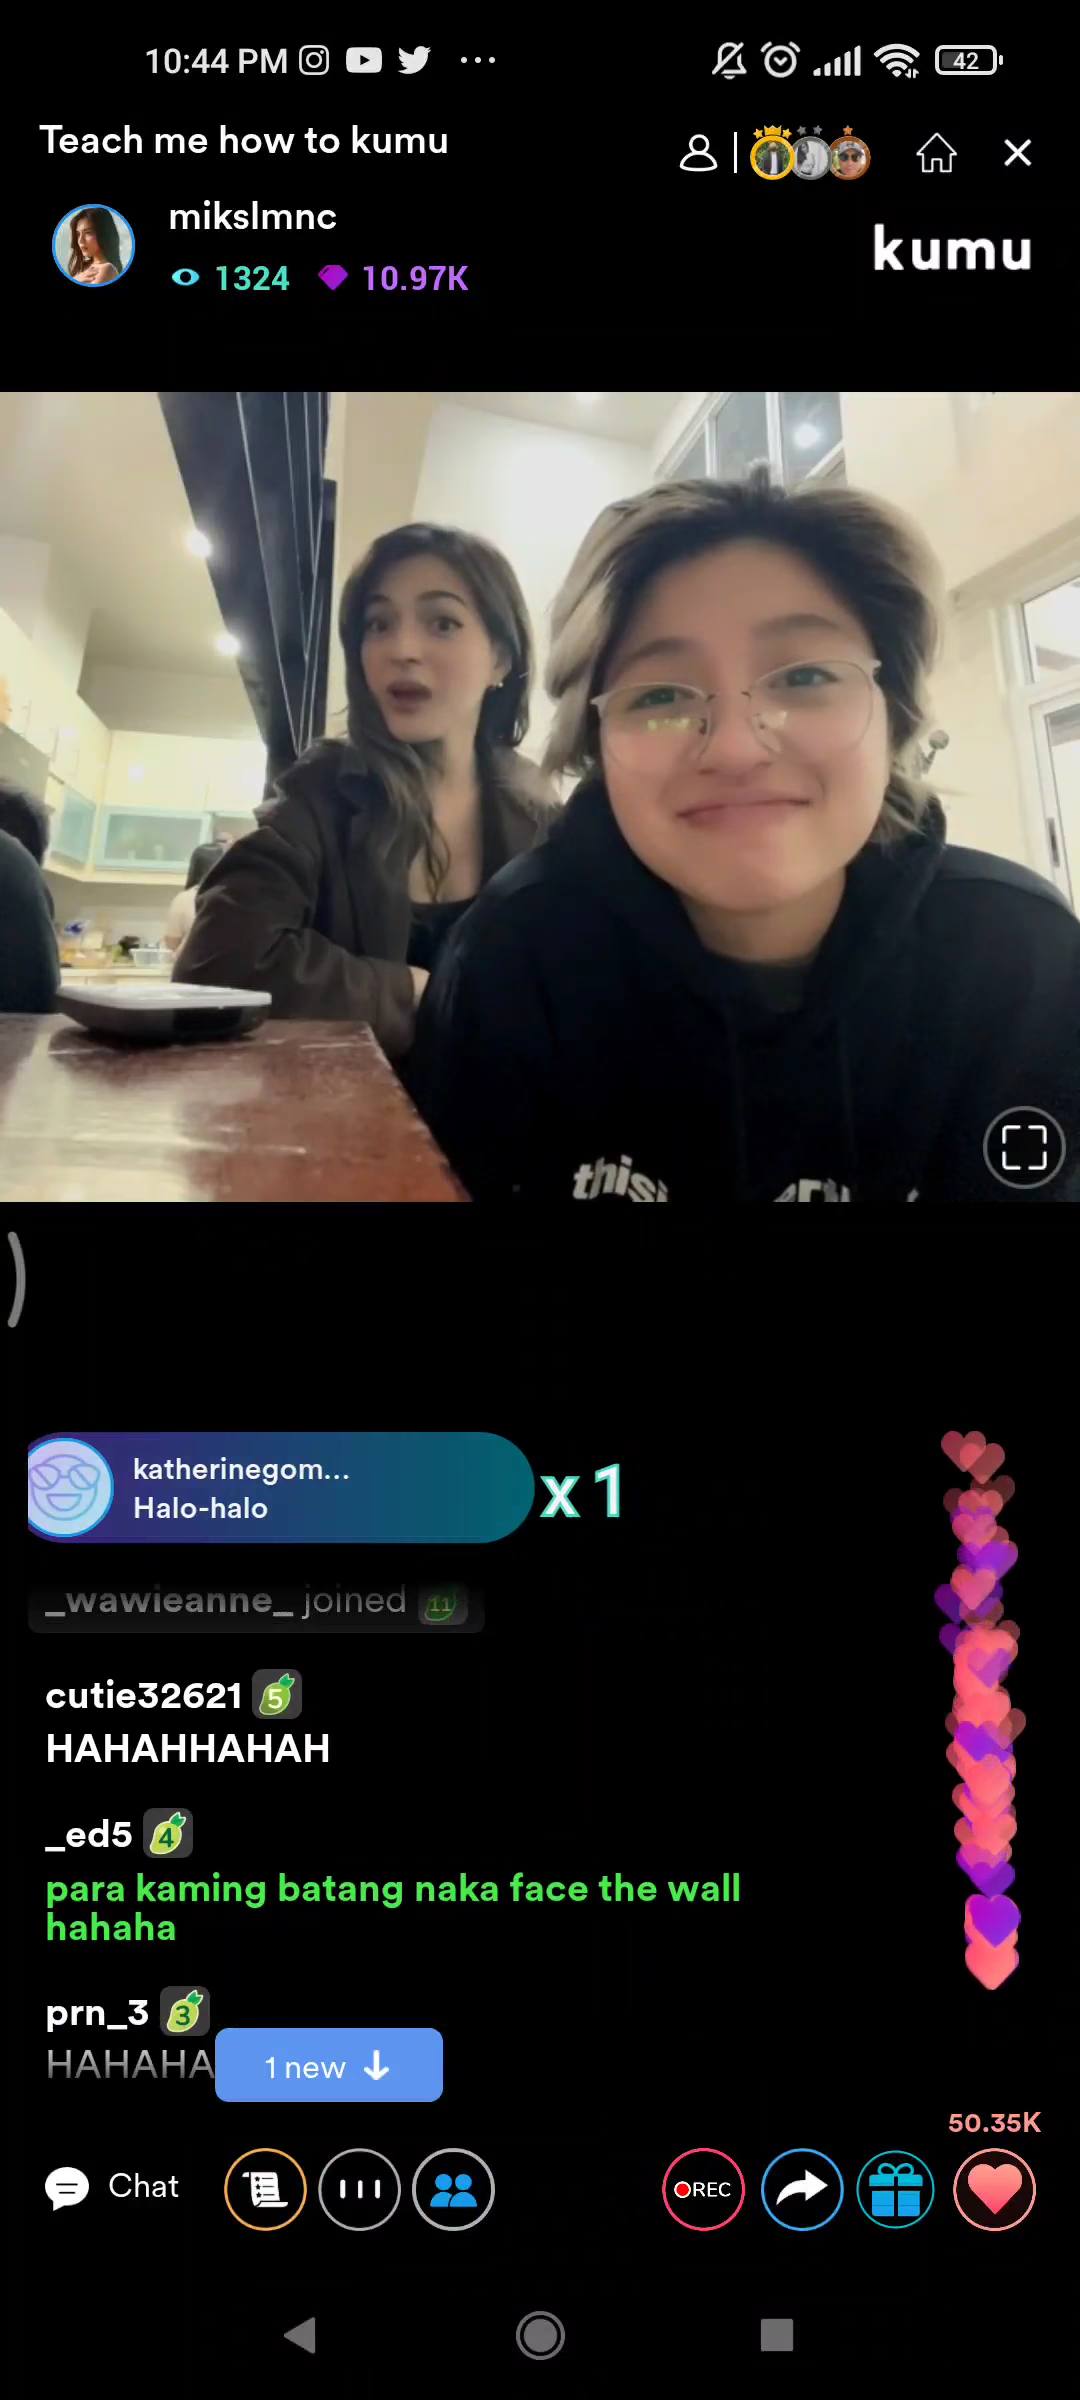 10:44 PM
42
Teach me how to kumu
mikslmnc
1324 10.97K
kumu
this
katherinegom...
Halo-halo
x 1
_wawieanne_ joined 11
cutie32621 5
HAHAHHAHAH
_ed5 4
para kaming batang naka face the wall
hahaha
prn_3 3
HAHAHA
1 new
50.35K
Chat
REC